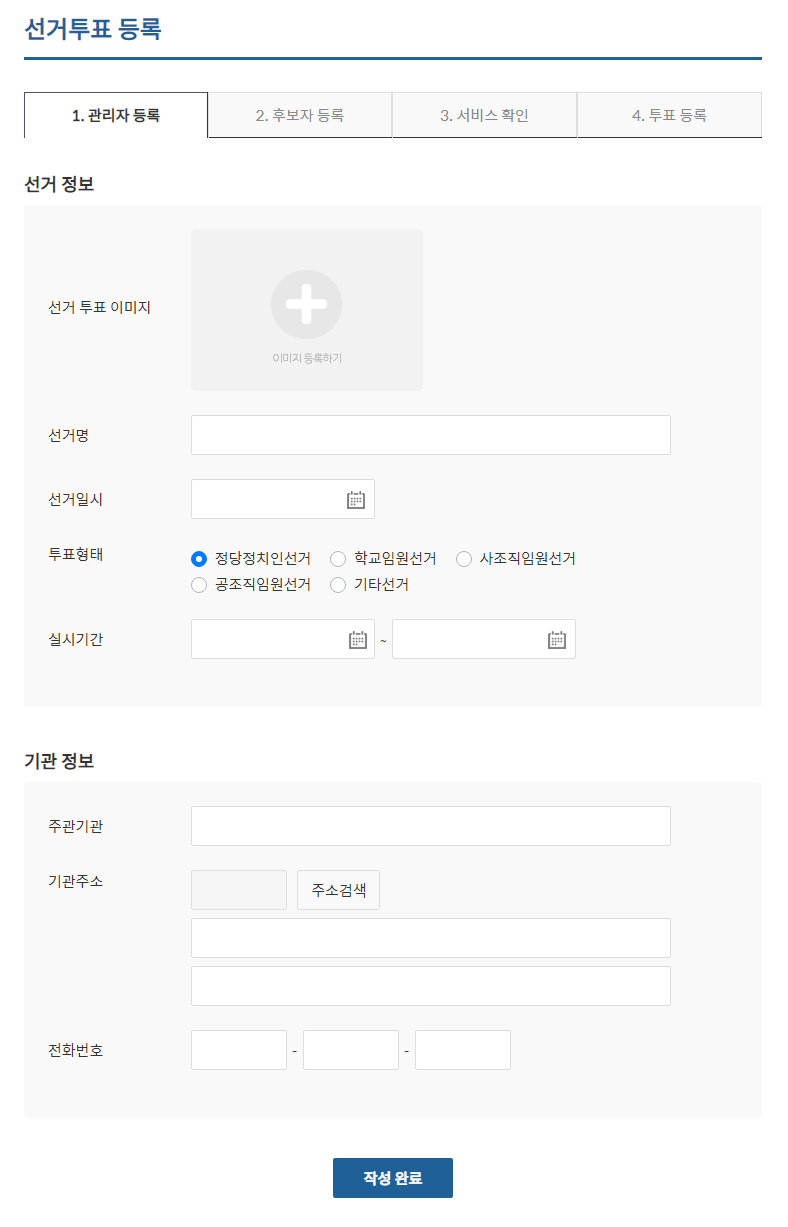 선거투표 등록
1. 관리자 등록 2. 후보자 등록 3. 서비스 확인 4. 투표 등록
선거 정보
선거 투표 이미지
이미지 등록하기
선거명
선거일시
투표형태
정당정치인선거 학교임원선거 사조직임원선거
공조직임원선거 기타선거
실시기간
~
기관 정보
주관기관
기관주소
주소검색
전화번호
- -
작성 완료